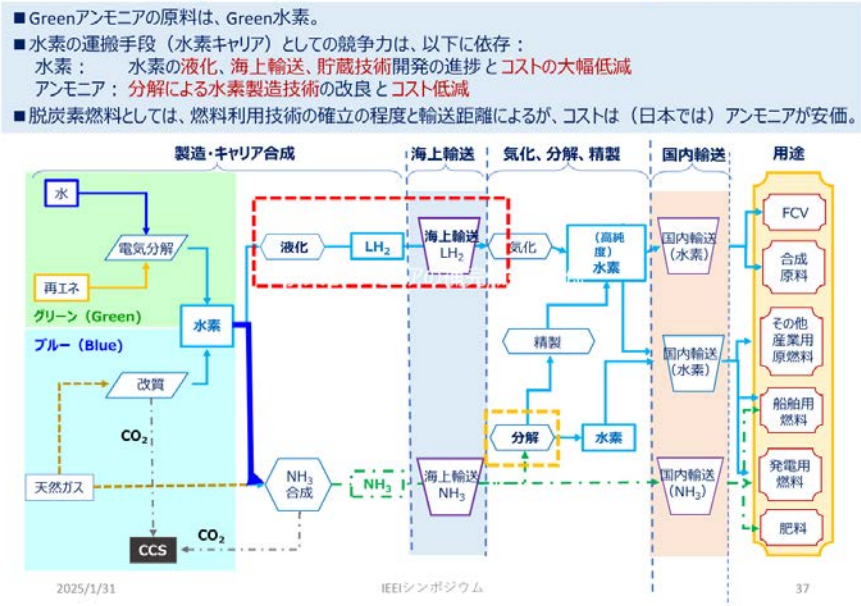 ■Greenアンモニアの原料は、Green水素。
■水素の運搬手段（水素キャリア）としての競争力は、以下に依存：
水素： 水素の液化、海上輸送、貯蔵技術開発の進捗とコストの大幅低減
アンモニア： 分解による水素製造技術の改良とコスト低減
■脱炭素燃料としては、燃料利用技術の確立の程度と輸送距離によるが、コストは（日本では）アンモニアが安価。
製造・キャリア合成
海上輸送
気化、分解、精製
国内輸送
用途
水
電気分解
再エネ
グリーン（Green)
ブルー（Blue)
水素
改質
CO₂
天然ガス
CCS
CO₂
液化
LH₂
NH₃
合成
NH₃
海上輸送
LH₂
海上輸送
NH₃
気化
（高純
度）
水素
精製
分解
水素
国内輸送
（水素）
国内輸送
（水素）
国内輸送
（NH₃）
FCV
合成
原料
その他
産業用
原燃料
船舶用
燃料
発電用
燃料
肥料
2025/1/31
IEEIシンポジウム
37